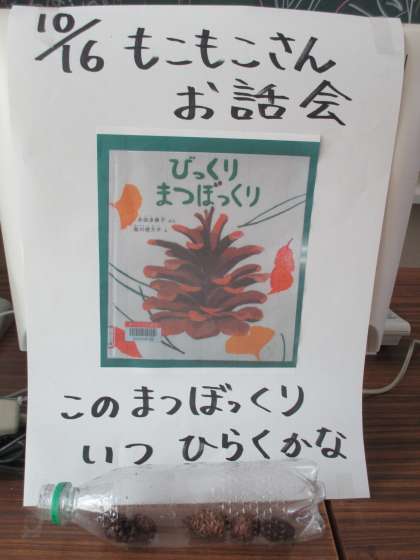 10/16 もこもこさん
お話会
びっくり
まつぼっくり
このまつぼっくり
いつ ひらくかな